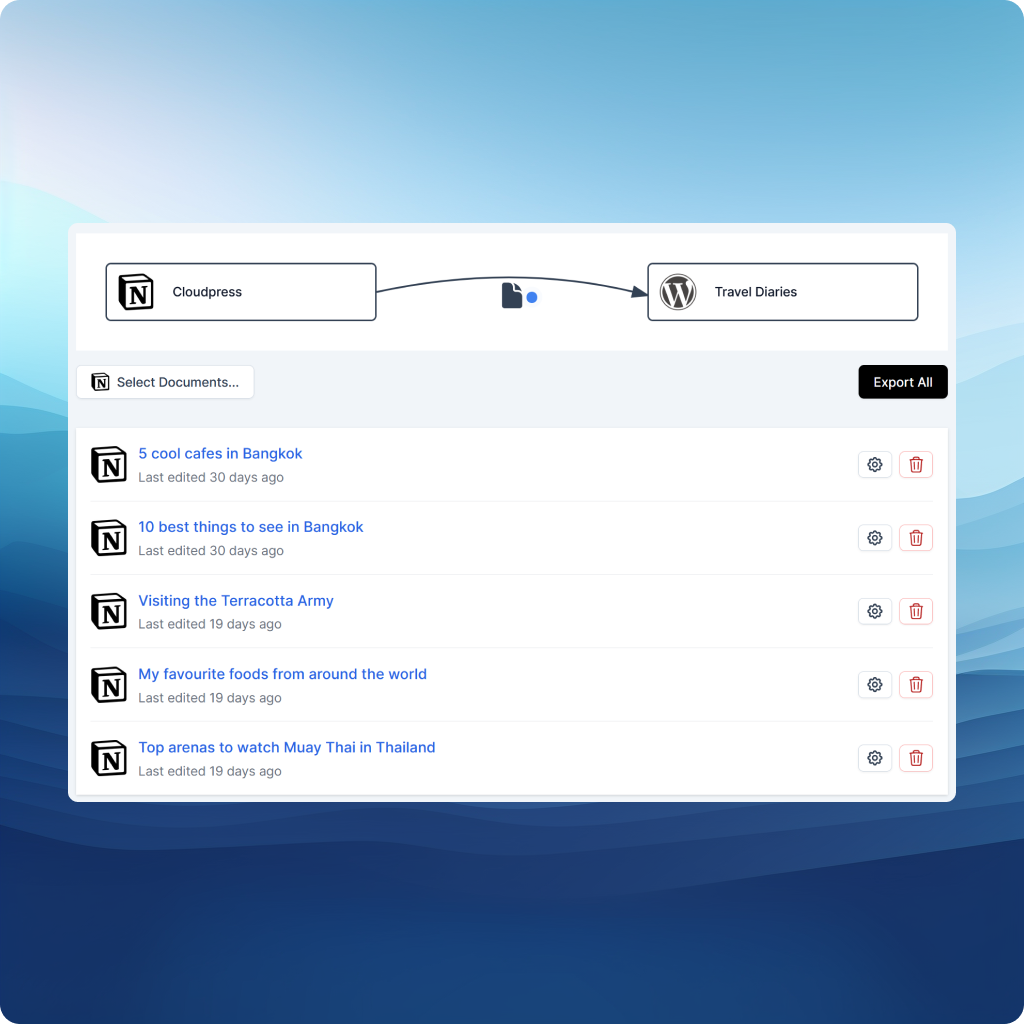 Cloudpress
Travel Diaries
Select Documents...
Export All
5 cool cafes in Bangkok
Last edited 30 days ago
10 best things to see in Bangkok
Last edited 30 days ago
Visiting the Terracotta Army
Last edited 19 days ago
My favourite foods from around the world
Last edited 19 days ago
Top arenas to watch Muay Thai in Thailand
Last edited 19 days ago